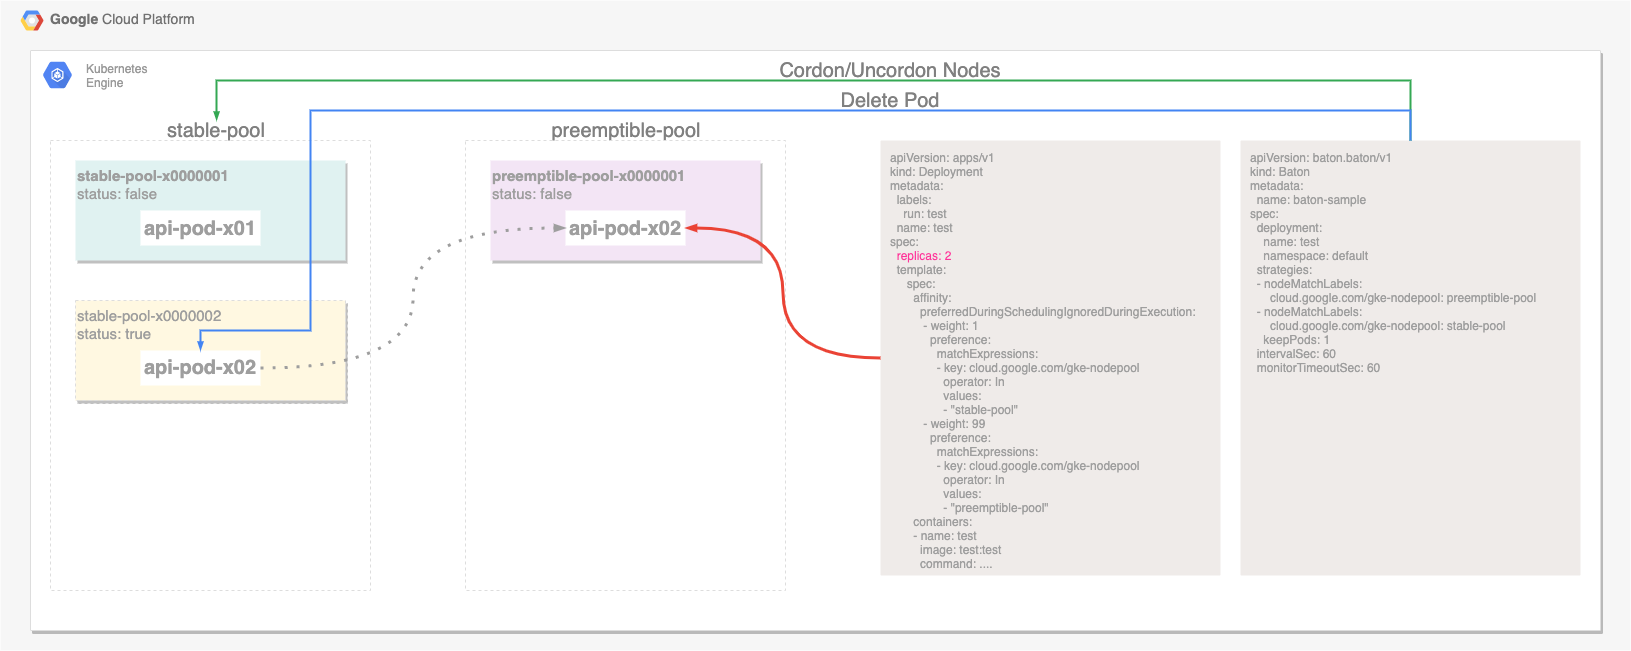 Google Cloud Platform
Kubernetes
Engine
Cordon/Uncordon Nodes
Delete Pod
stable-pool
stable-pool-x0000001
status: false
api-pod-x01
stable-pool-x0000002
status: true
api-pod-x02
preemptible-pool
preemptible-pool-x0000001
status: false
api-pod-x02
apiVersion: apps/v1
kind: Deployment
metadata:
labels:
run: test
name: test
spec:
replicas: 2
template:
spec:
affinity:
preferredDuringSchedulingIgnoredDuringExecution:
- weight: 1
preference:
matchExpressions:
- key: cloud.google.com/gke-nodepool
operator: In
values:
- "stable-pool"
- weight: 99
preference:
matchExpressions:
- key: cloud.google.com/gke-nodepool
operator: In
values:
- "preemptible-pool"
containers:
- name: test
image: test:test
command: ....
apiVersion: baton.baton/v1
kind: Baton
metadata:
name: baton-sample
spec:
deployment:
name: test
namespace: default
strategies:
- nodeMatchLabels:
cloud.google.com/gke-nodepool: preemptible-pool
- nodeMatchLabels:
cloud.google.com/gke-nodepool: stable-pool
keepPods: 1
intervalSec: 60
monitorTimeoutSec: 60